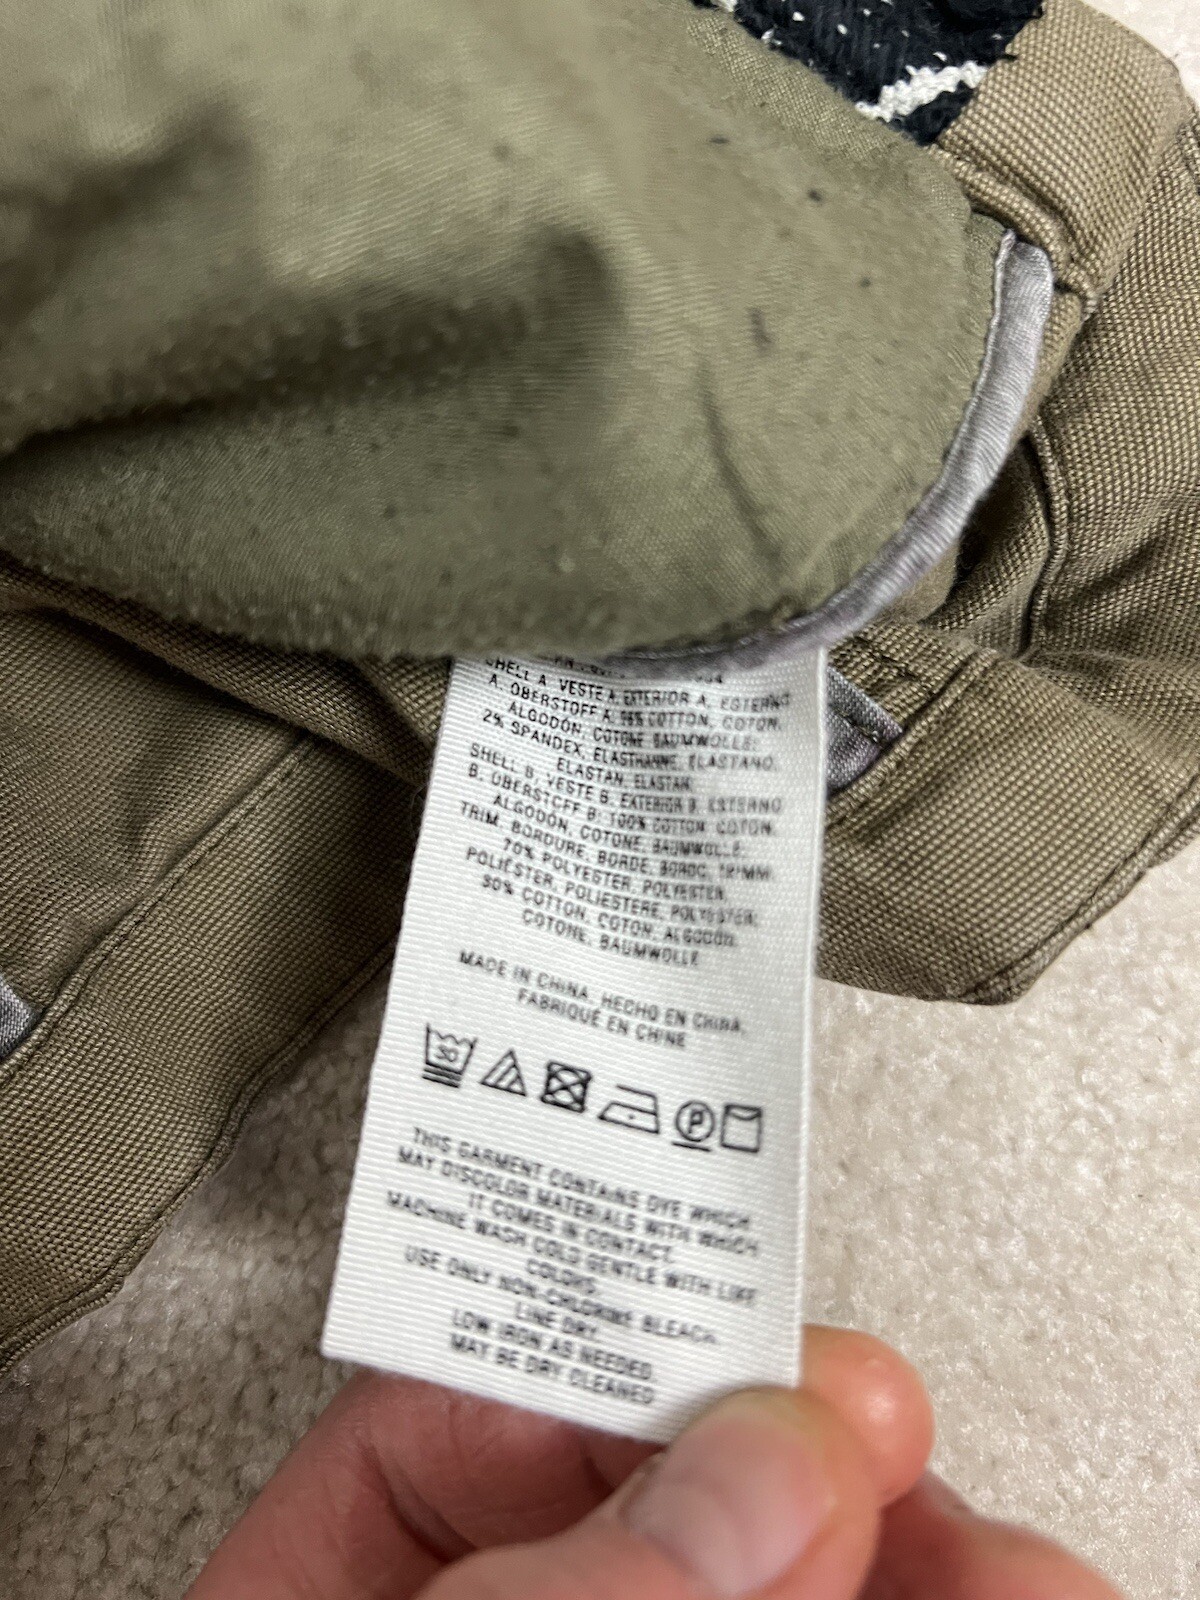 SHELL A, VESTE A, EXTERIOR A, ESTERNO
A, OBERSTOFF A: 98% COTTON, COTON,
ALGODÓN, COTONE BAUMWOLLE;
2% SPANDEX, ELASTHANNE, ELASTANO,
ELASTAN, ELASTAN
SHELL B, VESTE B, EXTERIOR B, ESTERNO
B, OBERSTOFF B: 100% COTTON, COTON,
ALGODÓN, COTONE, BAUMWOLLE;
TRIM, BORDURE, BORDE, BORDO, TRIMM:
70% POLYESTER, POLYESTER,
POLIÉSTER, POLIESTERE, POLYESTER;
30% COTTON, COTON, ALGODÓN,
COTONE, BAUMWOLLE
MADE IN CHINA, HECHO EN CHINA,
FABRIQUÉ EN CHINE
30 P
THIS GARMENT CONTAINS DYE WHICH
MAY DISCOLOR MATERIALS WITH WHICH
IT COMES IN CONTACT.
MACHINE WASH COLD GENTLE WITH LIKE
COLORS.
USE ONLY NON-CHLORINE BLEACH.
LINE DRY.
LOW IRON AS NEEDED
MAY BE DRY CLEANED